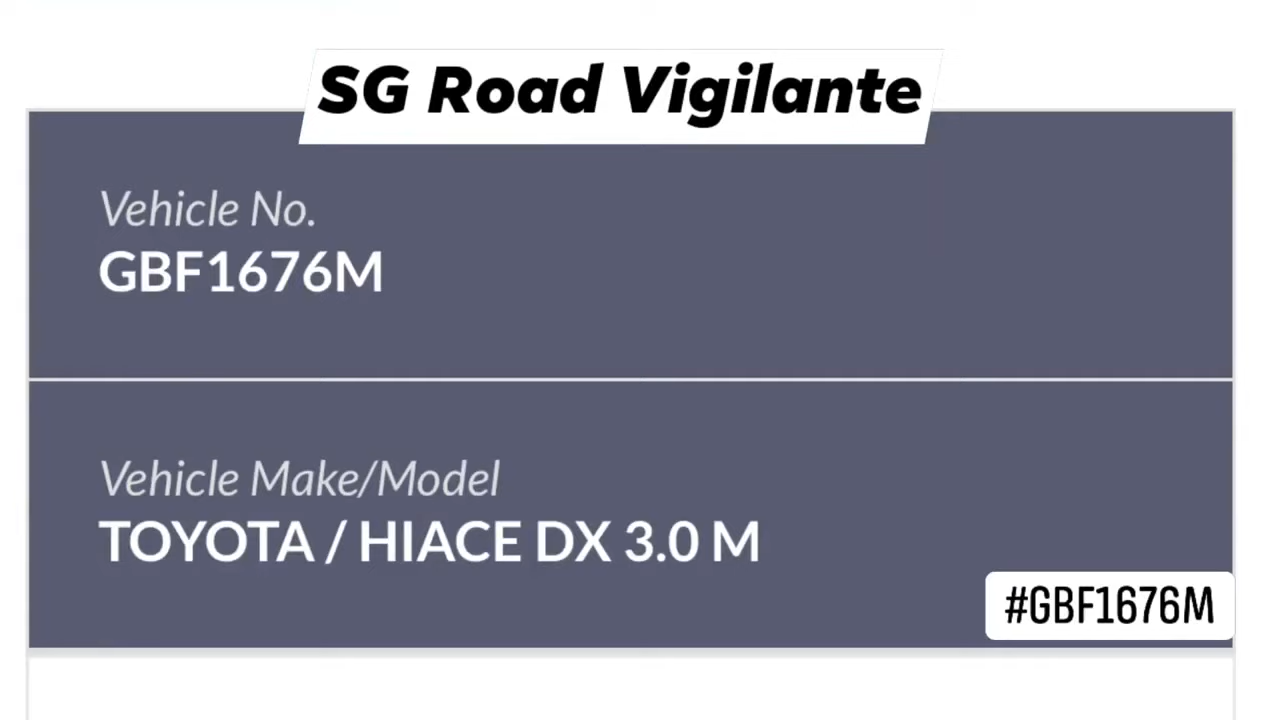 SG Road Vigilante
Vehicle No.
GBF1676M
Vehicle Make/Model
TOYOTA / HIACE DX 3.0 M
#GBF1676M